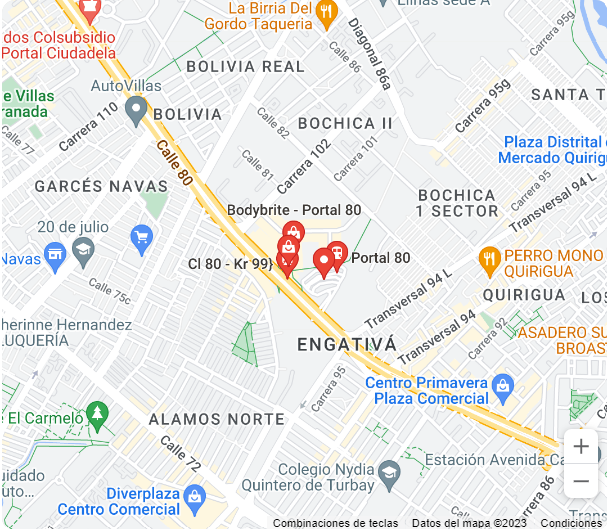 Linas sede A
La Birria Del
Gordo Taqueria
dos Colsubsidio
Portal Ciudadela
Carrera 95g
Calle 86
Diagonal 86a
BOLIVIA REAL
AutoVillas
e Villas
ranada
Carrera 110
BOLIVIA
Calle 82
BOCHICA II
Carrera 95g
SANTA T
Calle 77
Calle 80
Calle 81
Carrera 102
Carrera 101
Plaza Distrital
Mercado Quirig
GARCÉS NAVAS
BOCHICA
1 SECTOR
Carrera 95
Transversal 94 L
Bodybrite - Portal 80
20 de julio
Navas
Cl 80 - Kr 99}
Portal 80
PERRO MONO
QUiRIGUA
Calle 75c
Transversal 94 L
QUIRIGUA
LOS
herinne Hernandez
LUQUERÍA
ENGATIVÁ
Transversal 94
Carrera 92
ASADERO SU
BROAST
Carrera 95
Centro Primavera
Plaza Comercial
El Carmelo
ALAMOS NORTE
Calle 72
Colegio Nydia
Quintero de Turbay
Estación Avenida Ca
uidado
uto...
Diverplaza
Centro Comercial
Carrera 86
+
−
Combinaciones de teclas
Datos del mapa ©2023
Condiciones